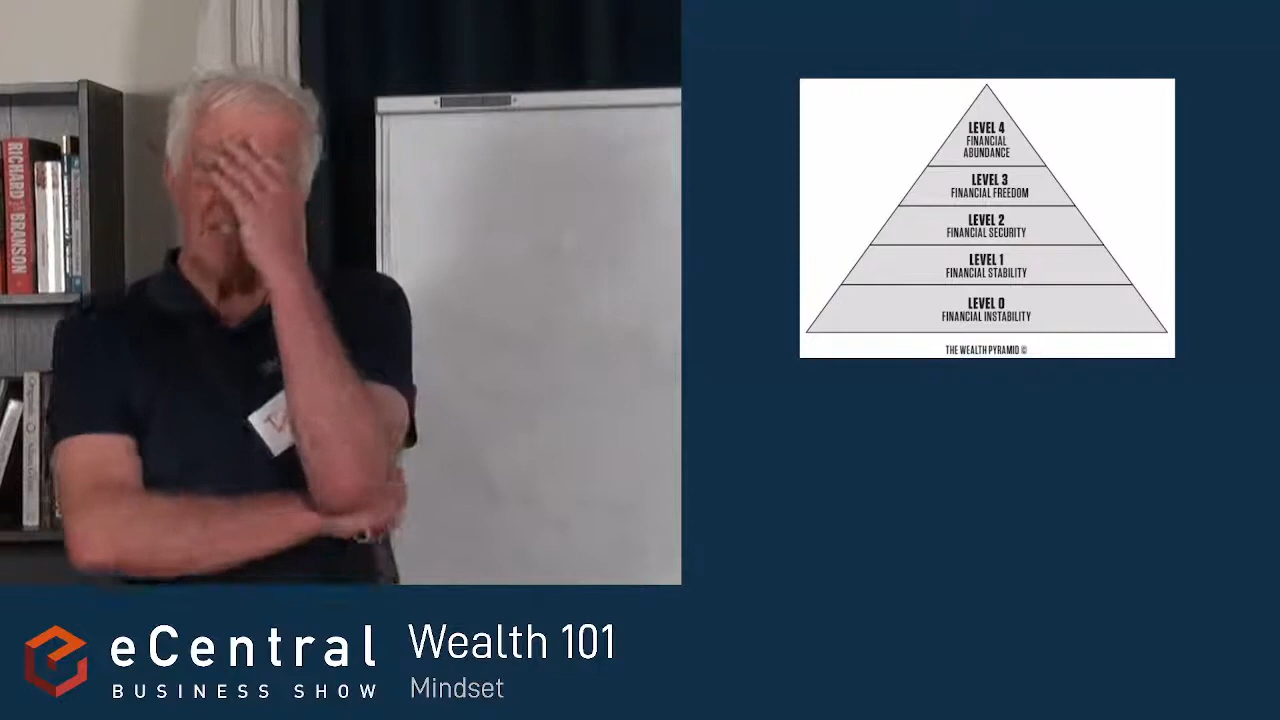 RICHARD
BRANSON
LEVEL 4
FINANCIAL
ABUNDANCE
LEVEL 3
FINANCIAL FREEDOM
LEVEL 2
FINANCIAL SECURITY
LEVEL 1
FINANCIAL STABILITY
LEVEL 0
FINANCIAL INSTABILITY
THE WEALTH PYRAMID ©
eCentral
BUSINESS SHOW
Wealth 101
Mindset